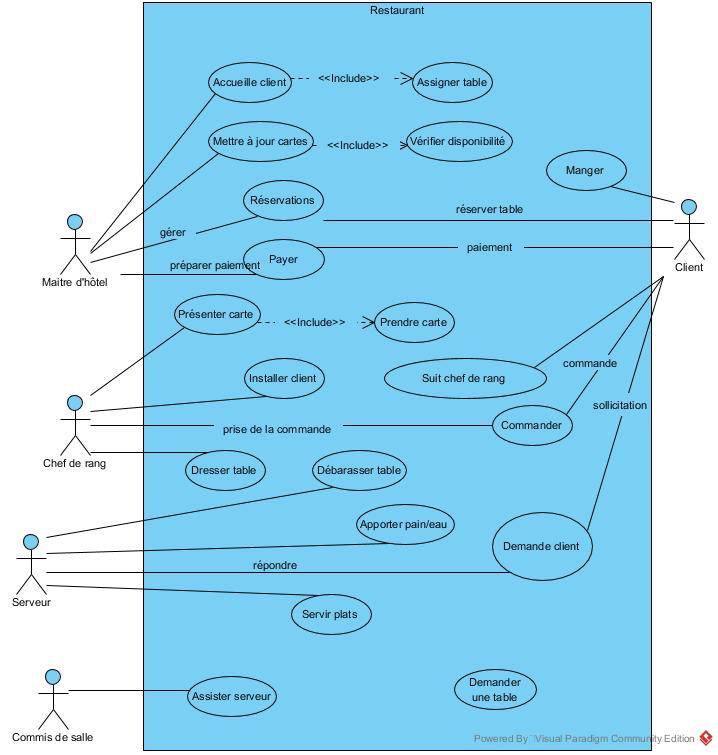 Restaurant
Accueille client
<<Include>>
Assigner table
Mettre à jour cartes
<<Include>>
Vérifier disponibilité
Manger
Réservations
réserver table
gérer
Payer
paiement
préparer paiement
Maitre d'hôtel
Client
Présenter carte
<<Include>>
Prendre carte
commande
Installer client
Suit chef de rang
sollicitation
Commander
prise de la commande
Chef de rang
Dresser table
Débarasser table
Apporter pain/eau
Demande client
répondre
Serveur
Servir plats
Assister serveur
Demander
une table
Commis de salle
Powered By Visual Paradigm Community Edition